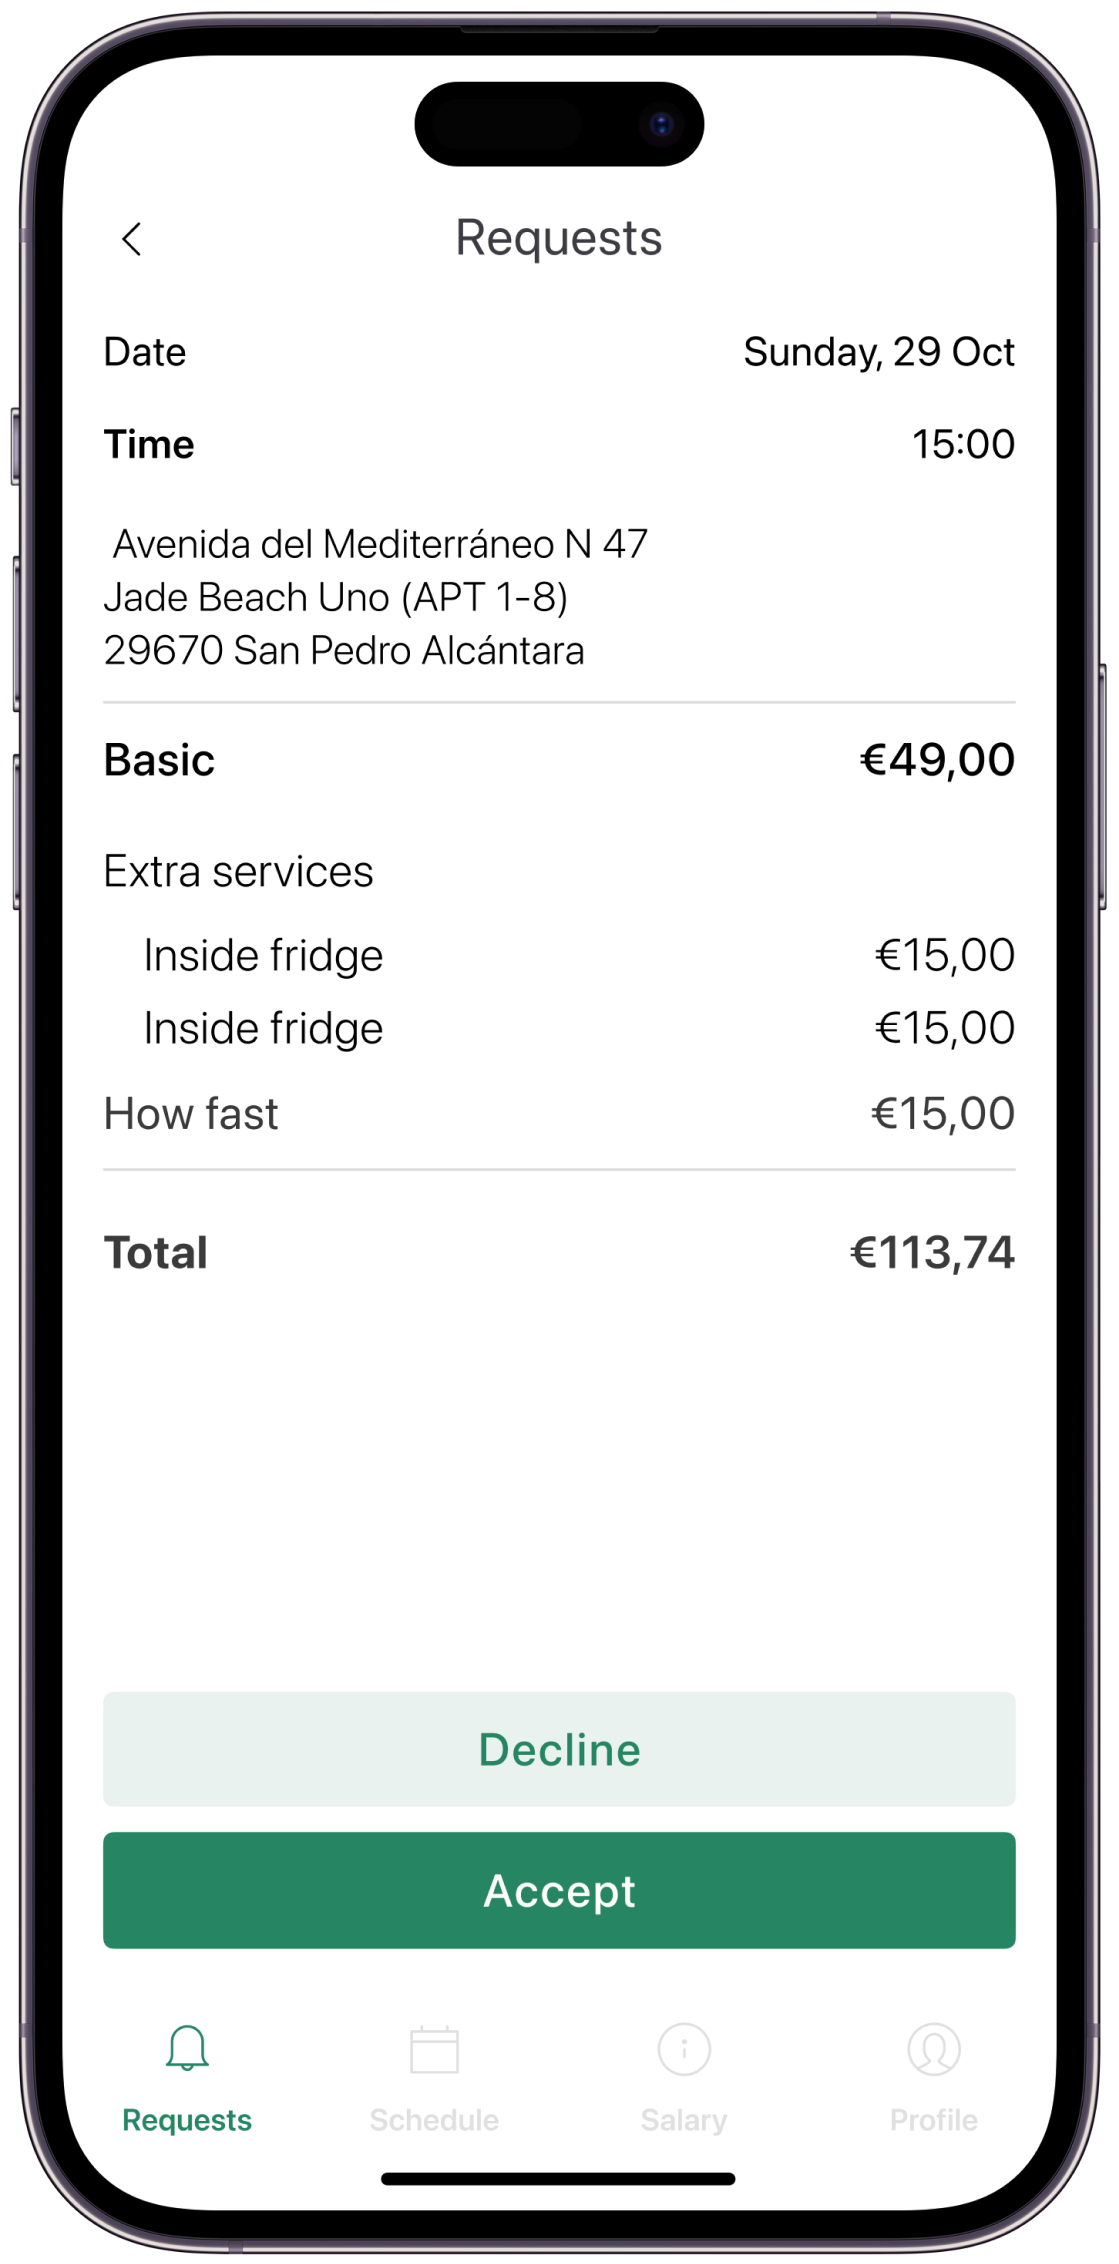 Requests
Date Sunday, 29 Oct
Time 15:00
Avenida del Mediterráneo N 47
Jade Beach Uno (APT 1-8)
29670 San Pedro Alcántara
Basic €49,00
Extra services
Inside fridge €15,00
Inside fridge €15,00
How fast €15,00
Total €113,74
Decline
Accept
Requests Schedule Salary Profile